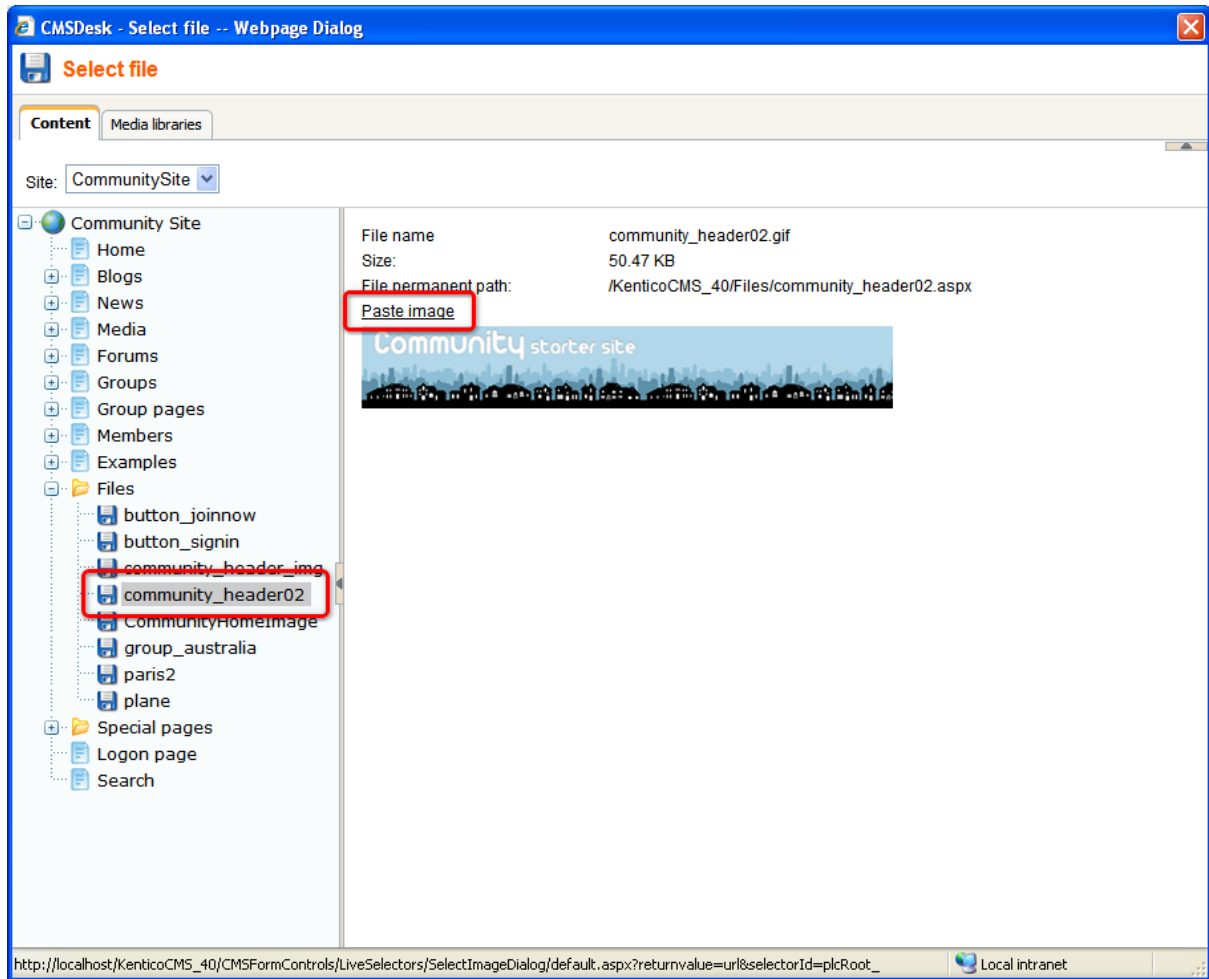 CMSDesk - Select file -- Webpage Dialog
Select file
Content Media libraries
Site: CommunitySite
Community Site
Home
Blogs
News
Media
Forums
Groups
Group pages
Members
Examples
Files
button_joinnow
button_signin
community_header_img
community_header02
CommunityHomeImage
group_australia
paris2
plane
Special pages
Logon page
Search
File name community_header02.gif
Size: 50.47 KB
File permanent path: /KenticoCMS_40/Files/community_header02.aspx
Paste image
Community starter site
http://localhost/KenticoCMS_40/CMSFormControls/LiveSelectors/SelectImageDialog/default.aspx?returnvalue=url&selectorId=plcRoot_ Local intranet